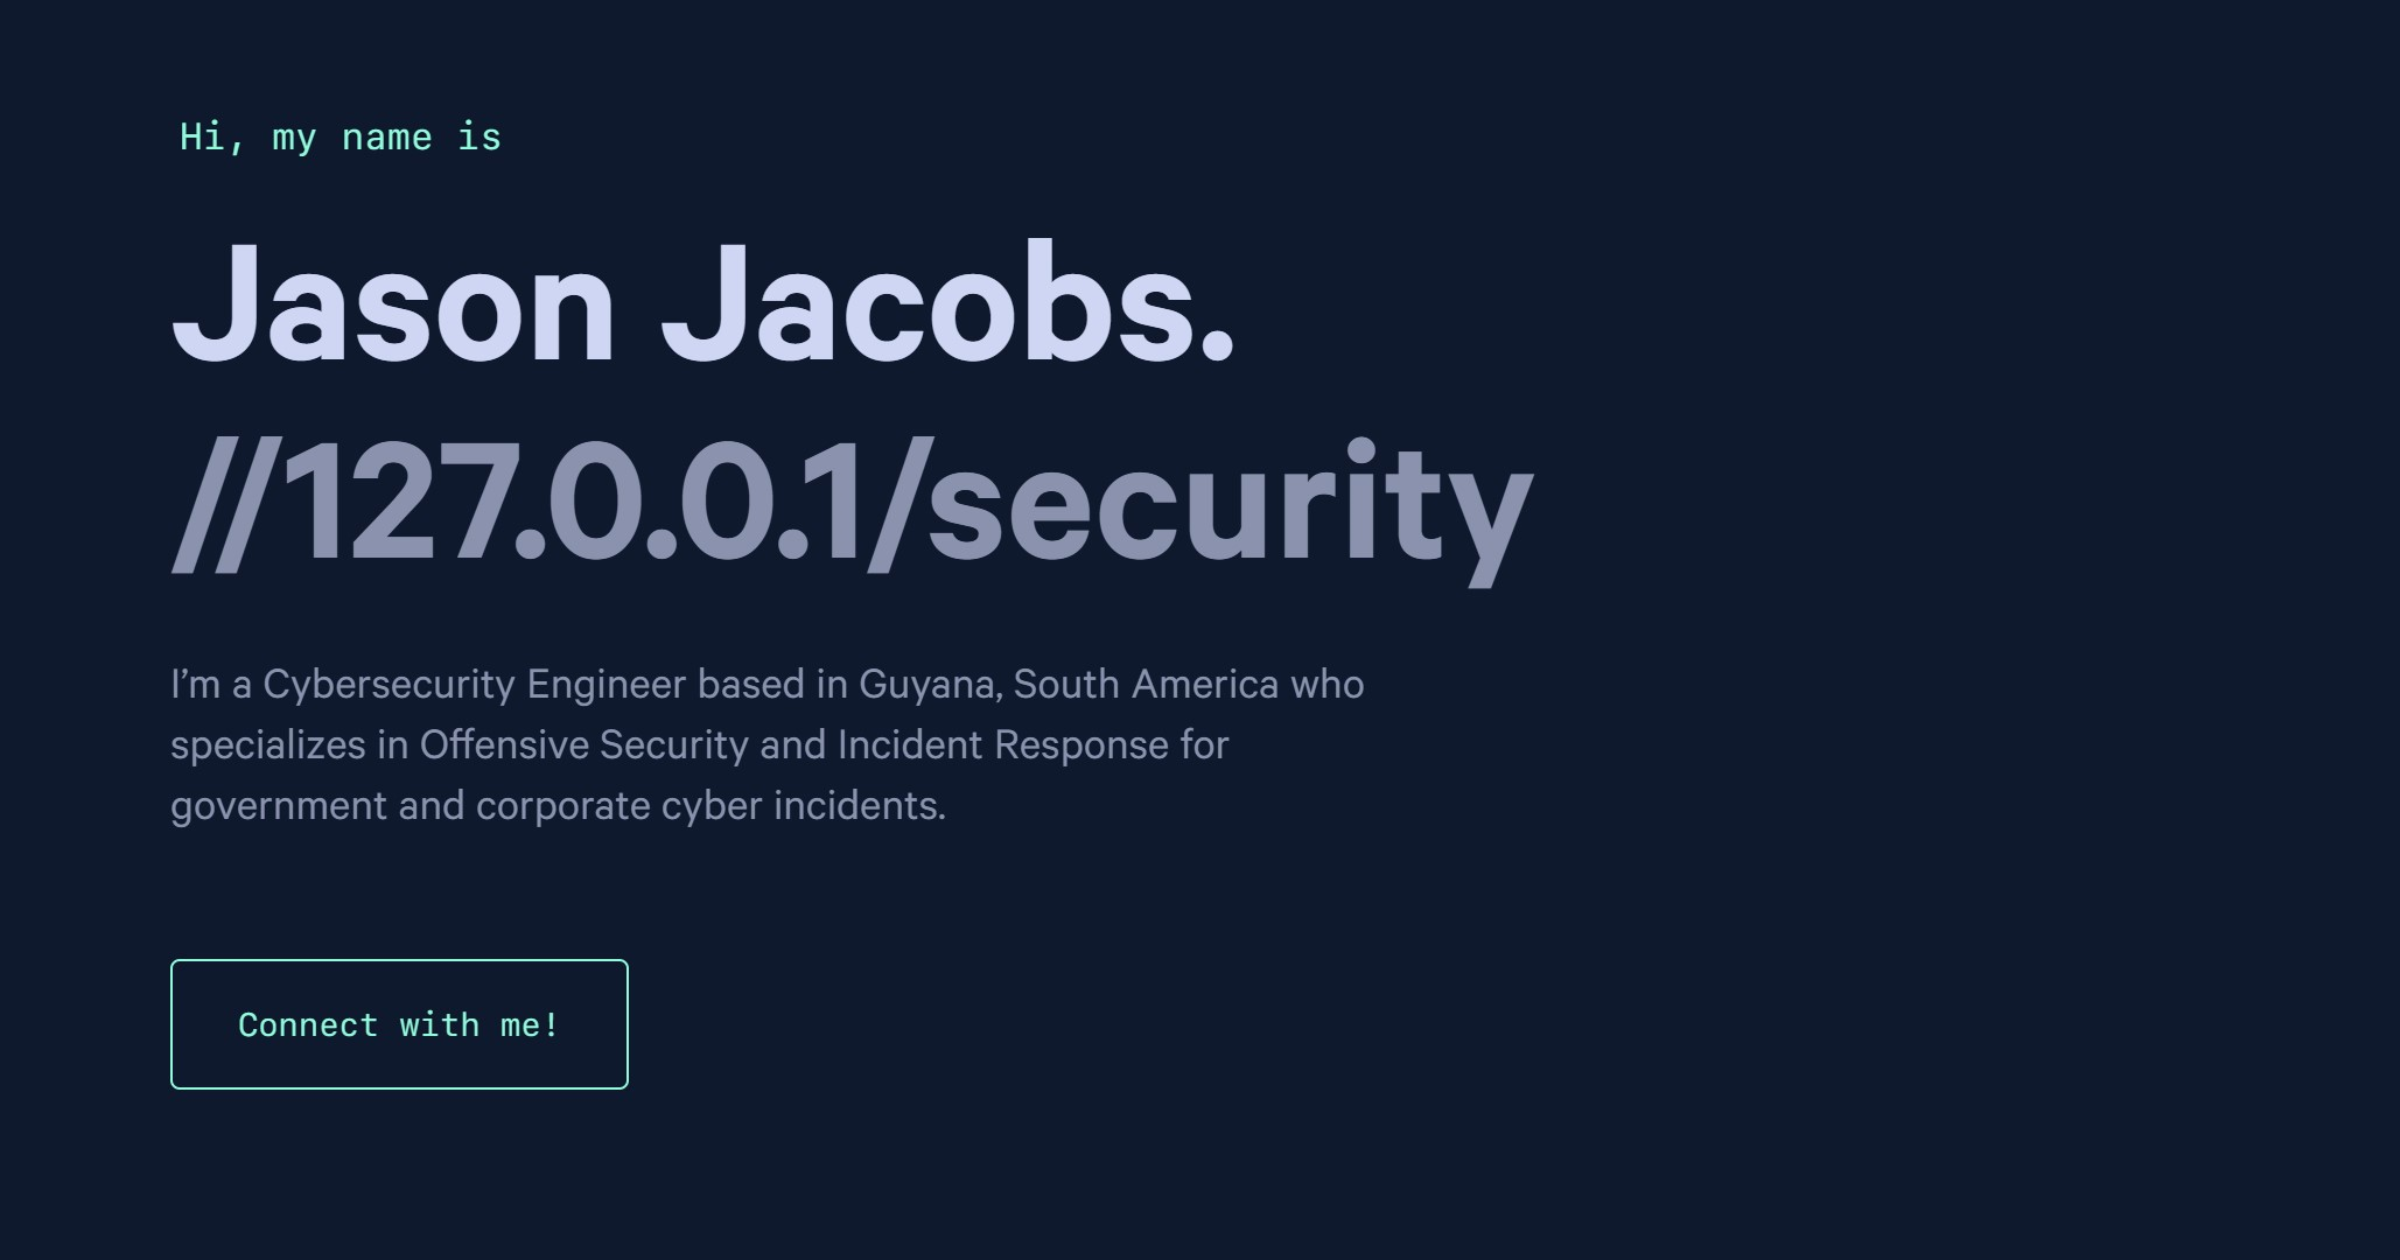 Hi, my name is
Jason Jacobs.
//127.0.0.1/security
I’m a Cybersecurity Engineer based in Guyana, South America who
specializes in Offensive Security and Incident Response for
government and corporate cyber incidents.
Connect with me!